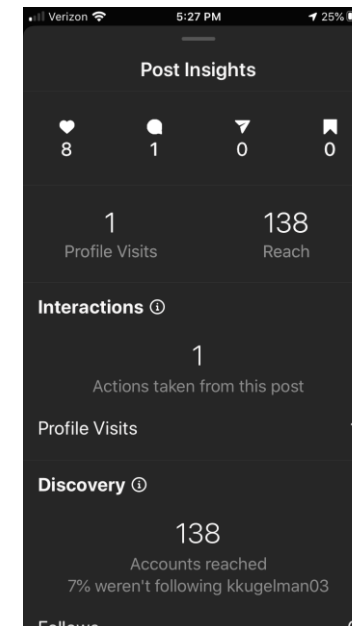 Verizon 5:27 PM 25%
Post Insights
8 1 0 0
1 138
Profile Visits Reach
Interactions
1
Actions taken from this post
Profile Visits
Discovery
138
Accounts reached
7% weren't following kkugelman03
Follows